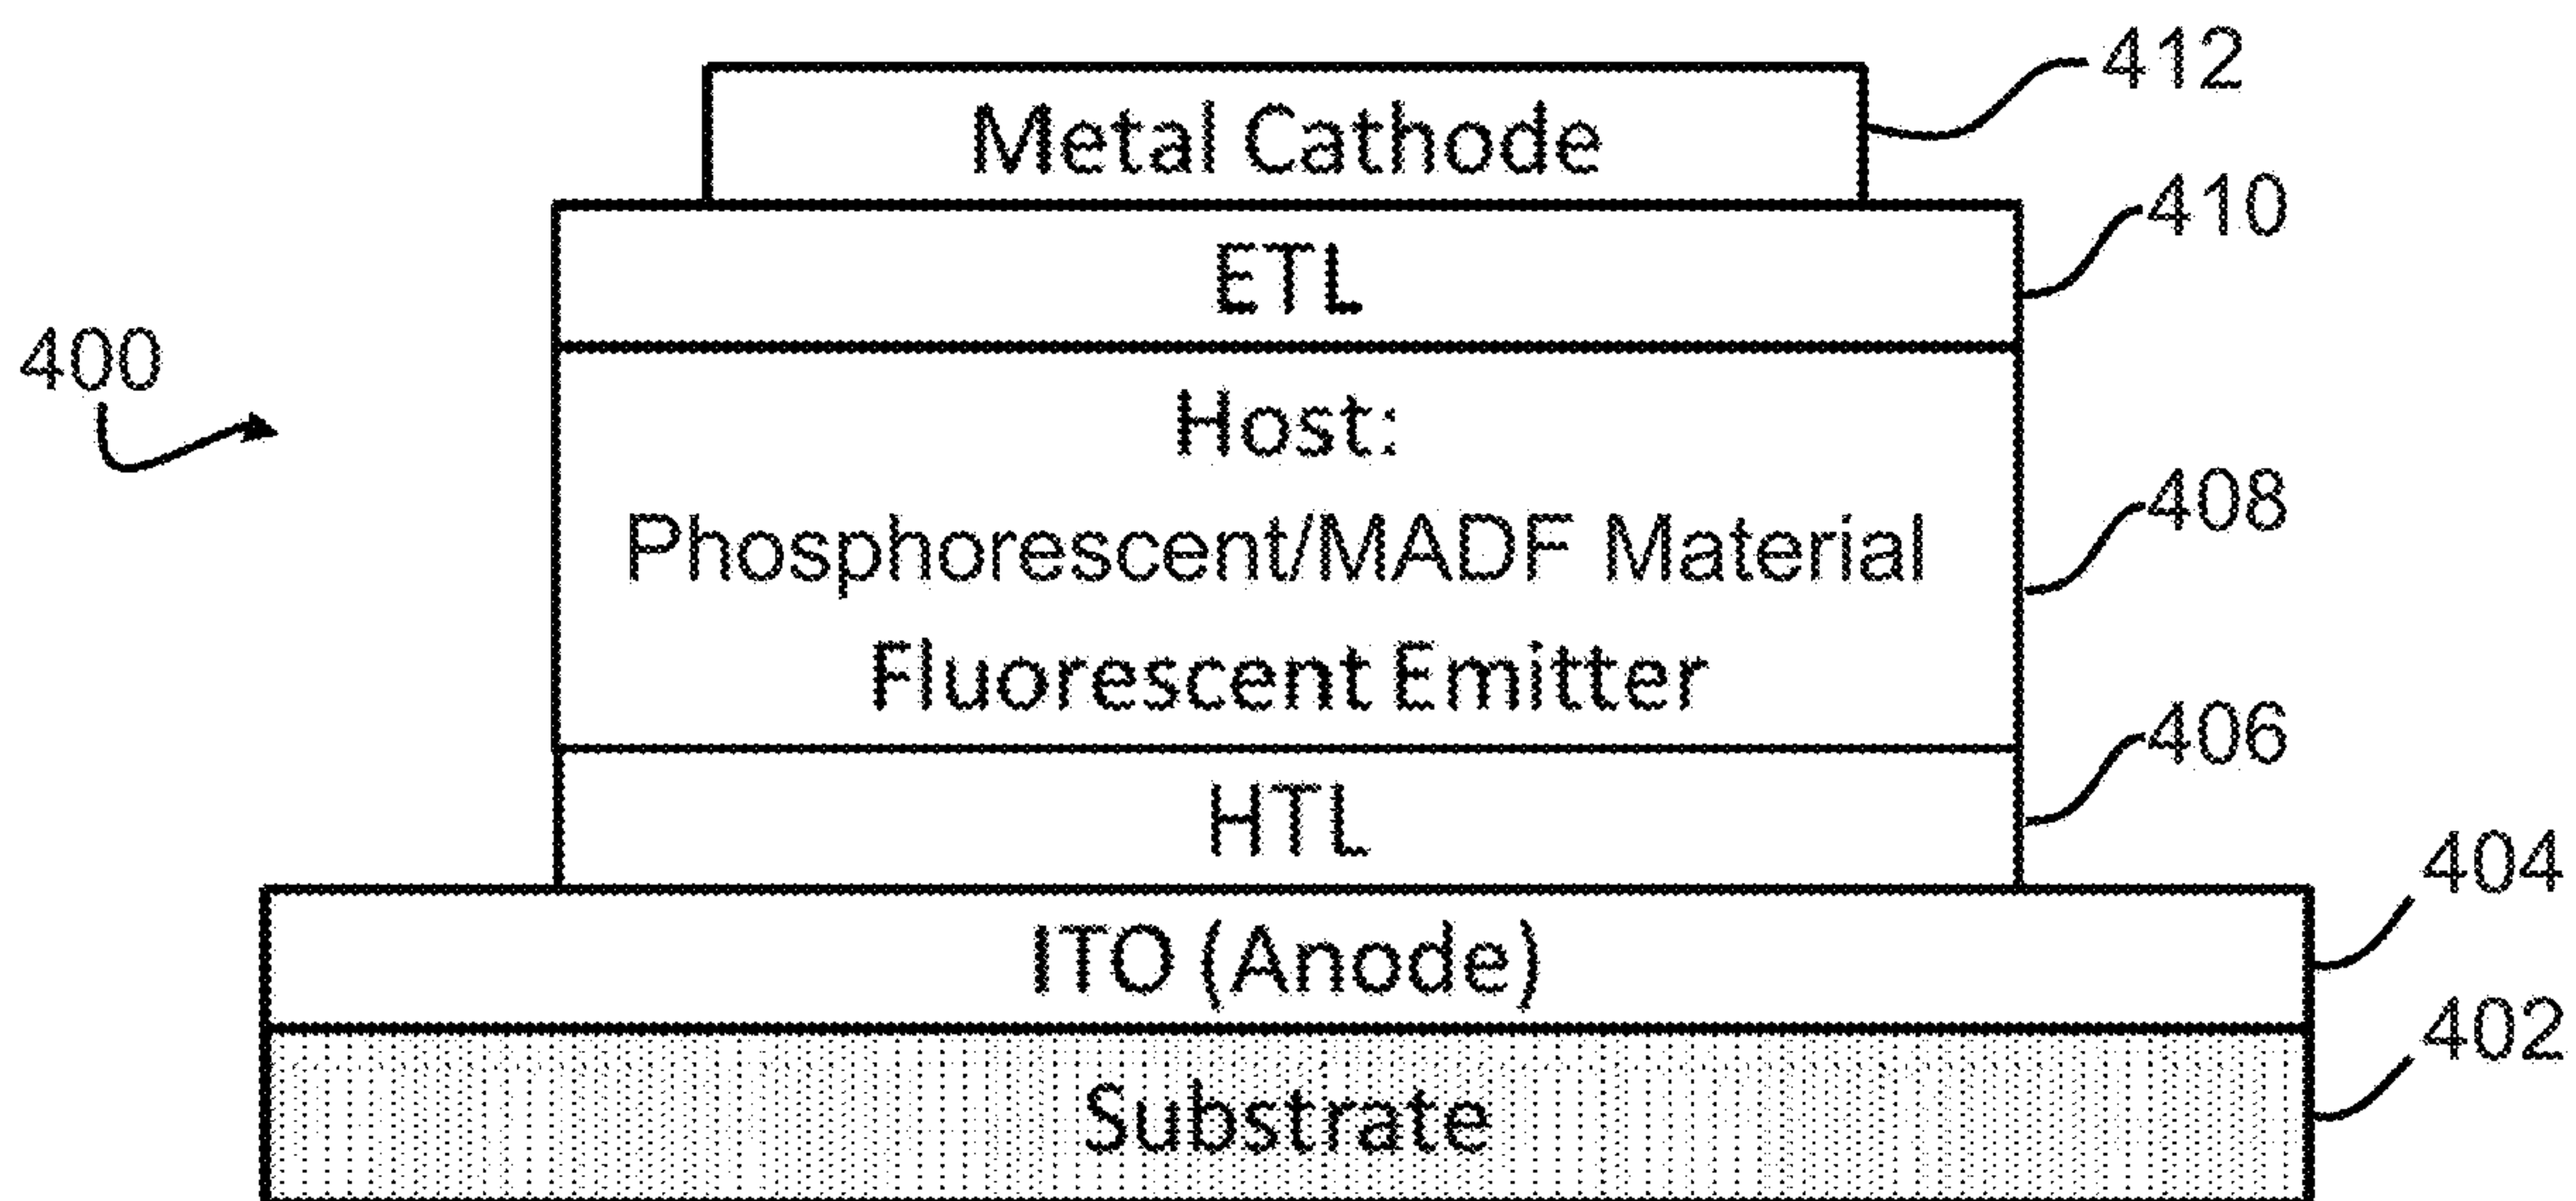 412
Metal Cathode
410
ETL
400
Host:
408
Phosphorescent/MADF Material
Fluorescent Emitter
406
HTL
404
ITO (Anode)
402
Substrate